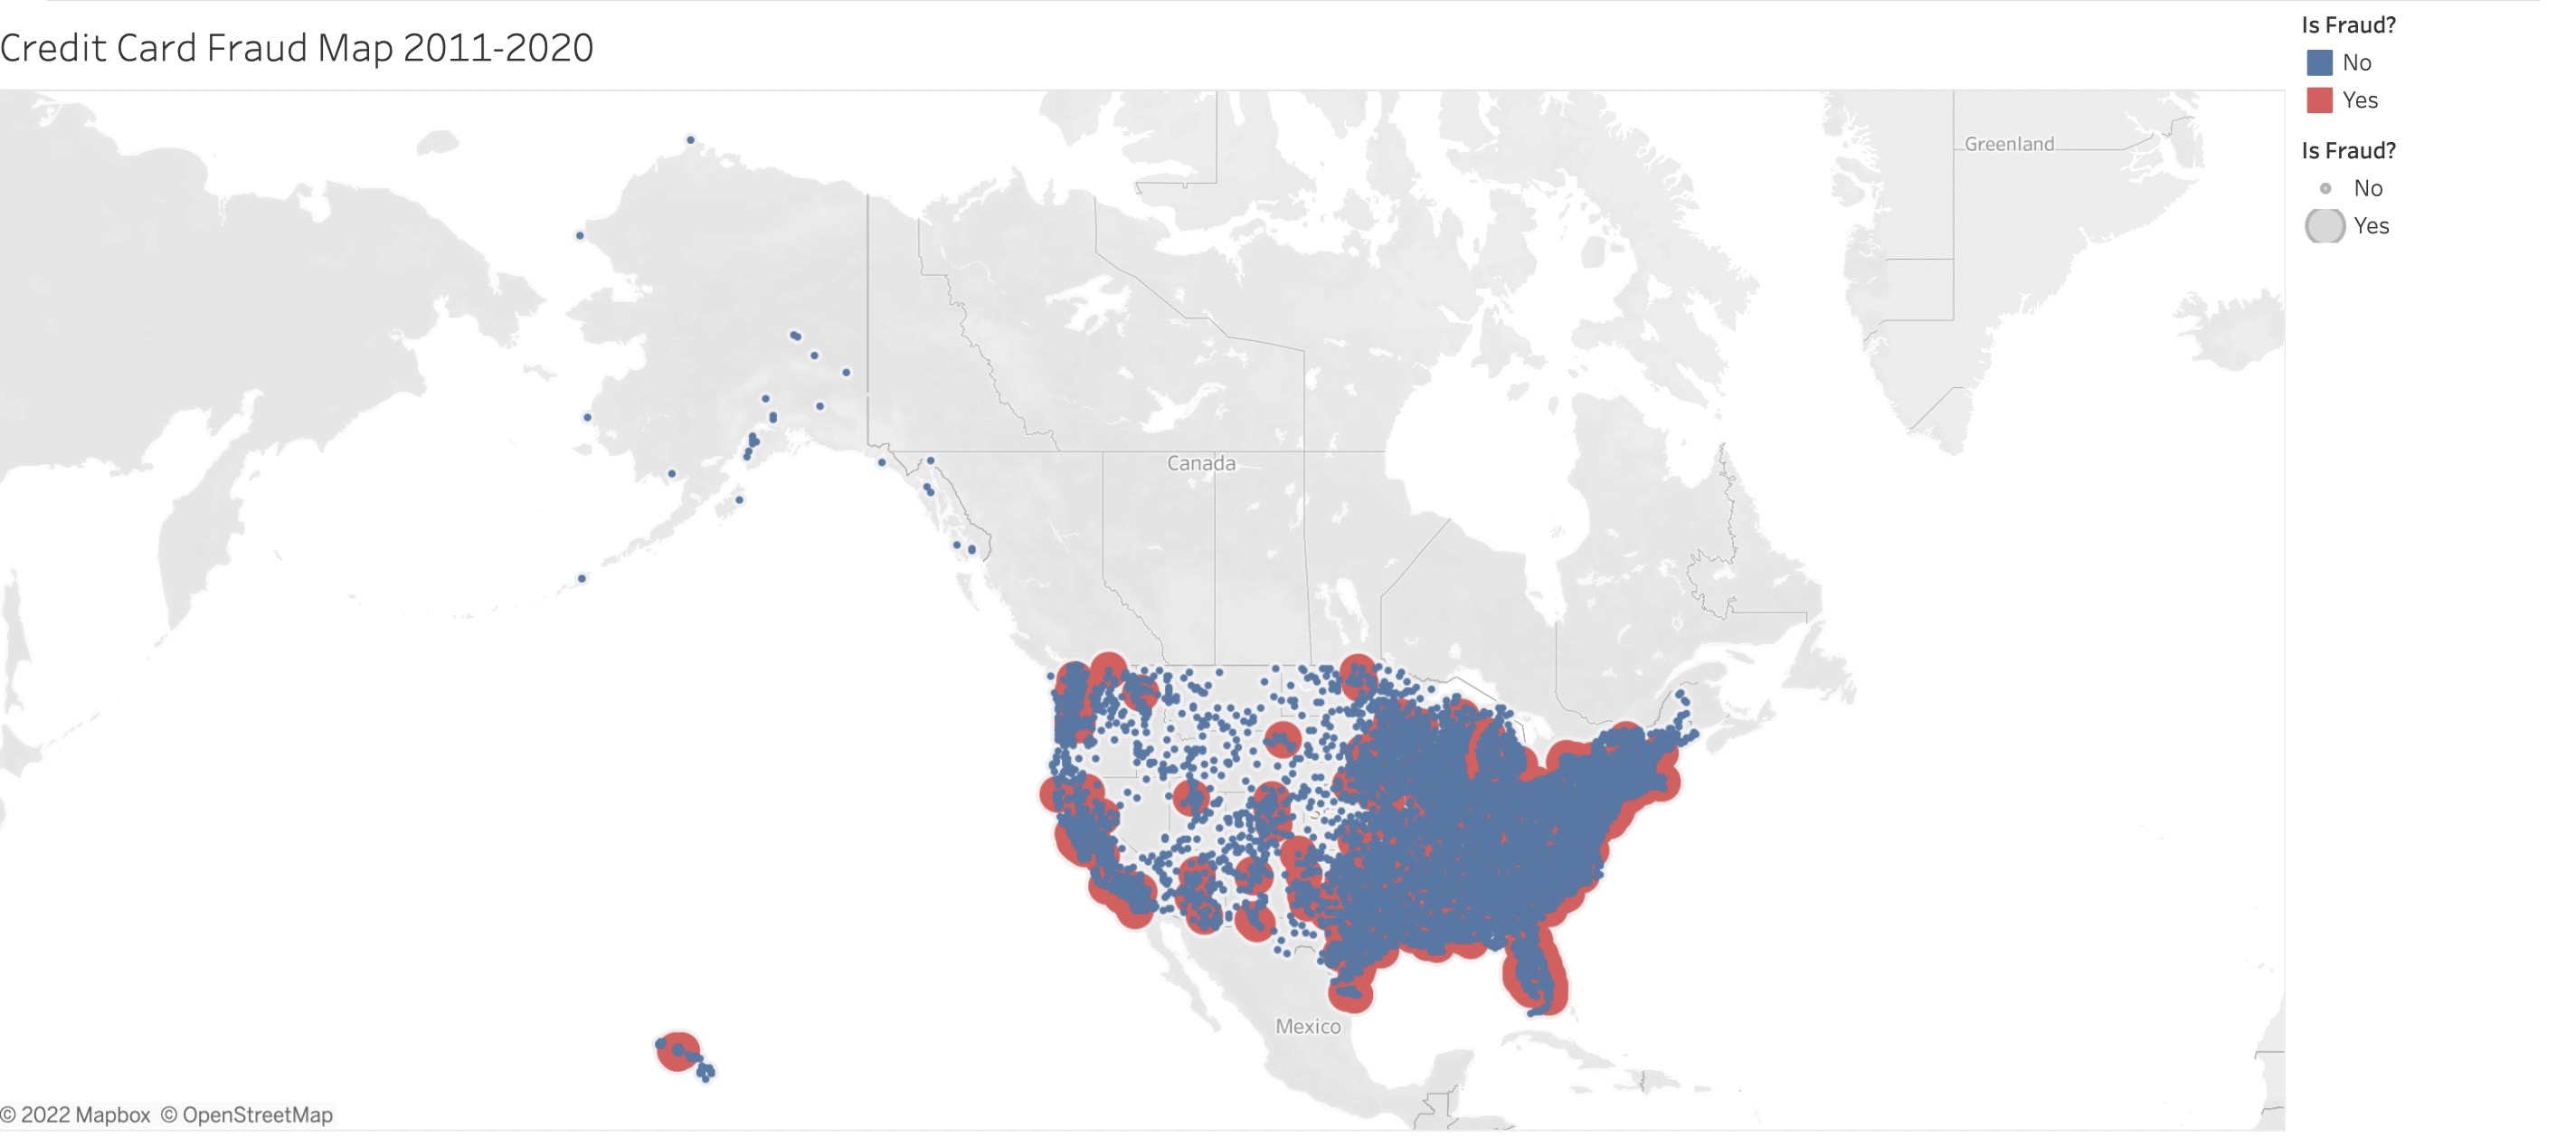 Credit Card Fraud Map 2011-2020
Is Fraud?
No
Yes
Is Fraud?
No
Yes
Greenland
Canada
Mexico
© 2022 Mapbox © OpenStreetMap